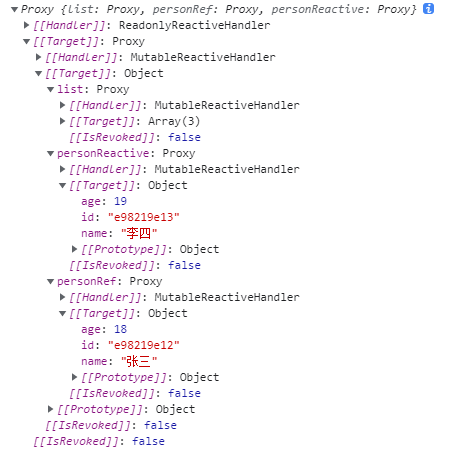 Proxy {list: Proxy, personRef: Proxy, personReactive: Proxy} i
[[Handler]]: ReadonlyReactiveHandler
[[Target]]: Proxy
[[Handler]]: MutableReactiveHandler
[[Target]]: Object
list: Proxy
[[Handler]]: MutableReactiveHandler
[[Target]]: Array(3)
[[IsRevoked]]: false
personReactive: Proxy
[[Handler]]: MutableReactiveHandler
[[Target]]: Object
age: 19
id: "e98219e13"
name: "李四"
[[Prototype]]: Object
[[IsRevoked]]: false
personRef: Proxy
[[Handler]]: MutableReactiveHandler
[[Target]]: Object
age: 18
id: "e98219e12"
name: "张三"
[[Prototype]]: Object
[[IsRevoked]]: false
[[Prototype]]: Object
[[IsRevoked]]: false
[[IsRevoked]]: false